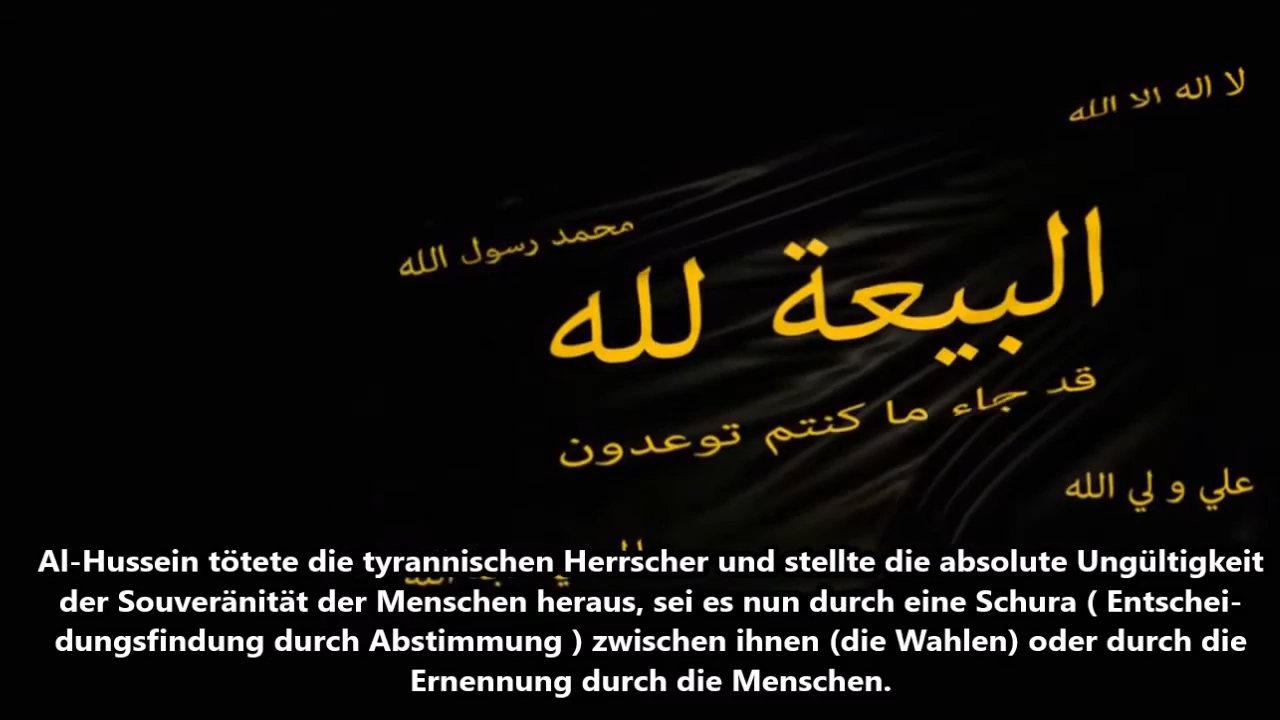 لا اله الا الله
محمد رسول الله
البيعة لله
قد جاء ما كنتم توعدون
علي و لي الله
Al-Hussein tötete die tyrannischen Herrscher und stellte die absolute Ungültigkeit
der Souveränität der Menschen heraus, sei es nun durch eine Schura ( Entschei-
dungsfindung durch Abstimmung ) zwischen ihnen (die Wahlen) oder durch die
Ernennung durch die Menschen.